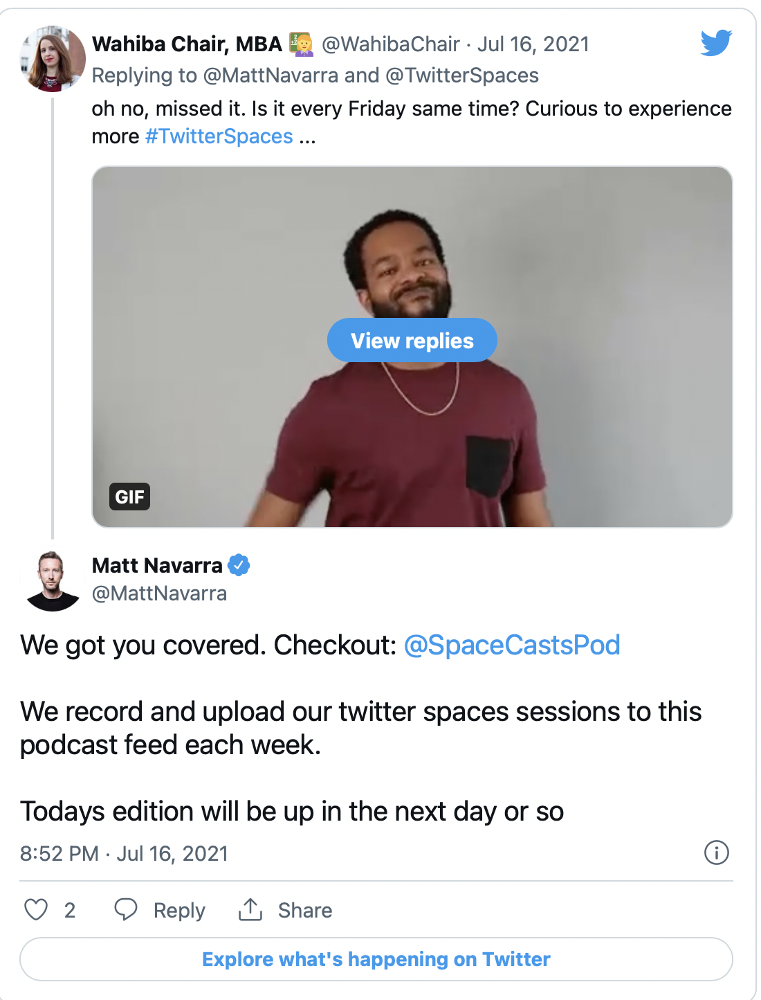 Wahiba Chair, MBA 👩‍🏫 @WahibaChair · Jul 16, 2021
Replying to @MattNavarra and @TwitterSpaces
oh no, missed it. Is it every Friday same time? Curious to experience
more #TwitterSpaces ...
View replies
GIF
Matt Navarra
@MattNavarra
We got you covered. Checkout: @SpaceCastsPod
We record and upload our twitter spaces sessions to this
podcast feed each week.
Todays edition will be up in the next day or so
8:52 PM · Jul 16, 2021
2 Reply Share
Explore what's happening on Twitter